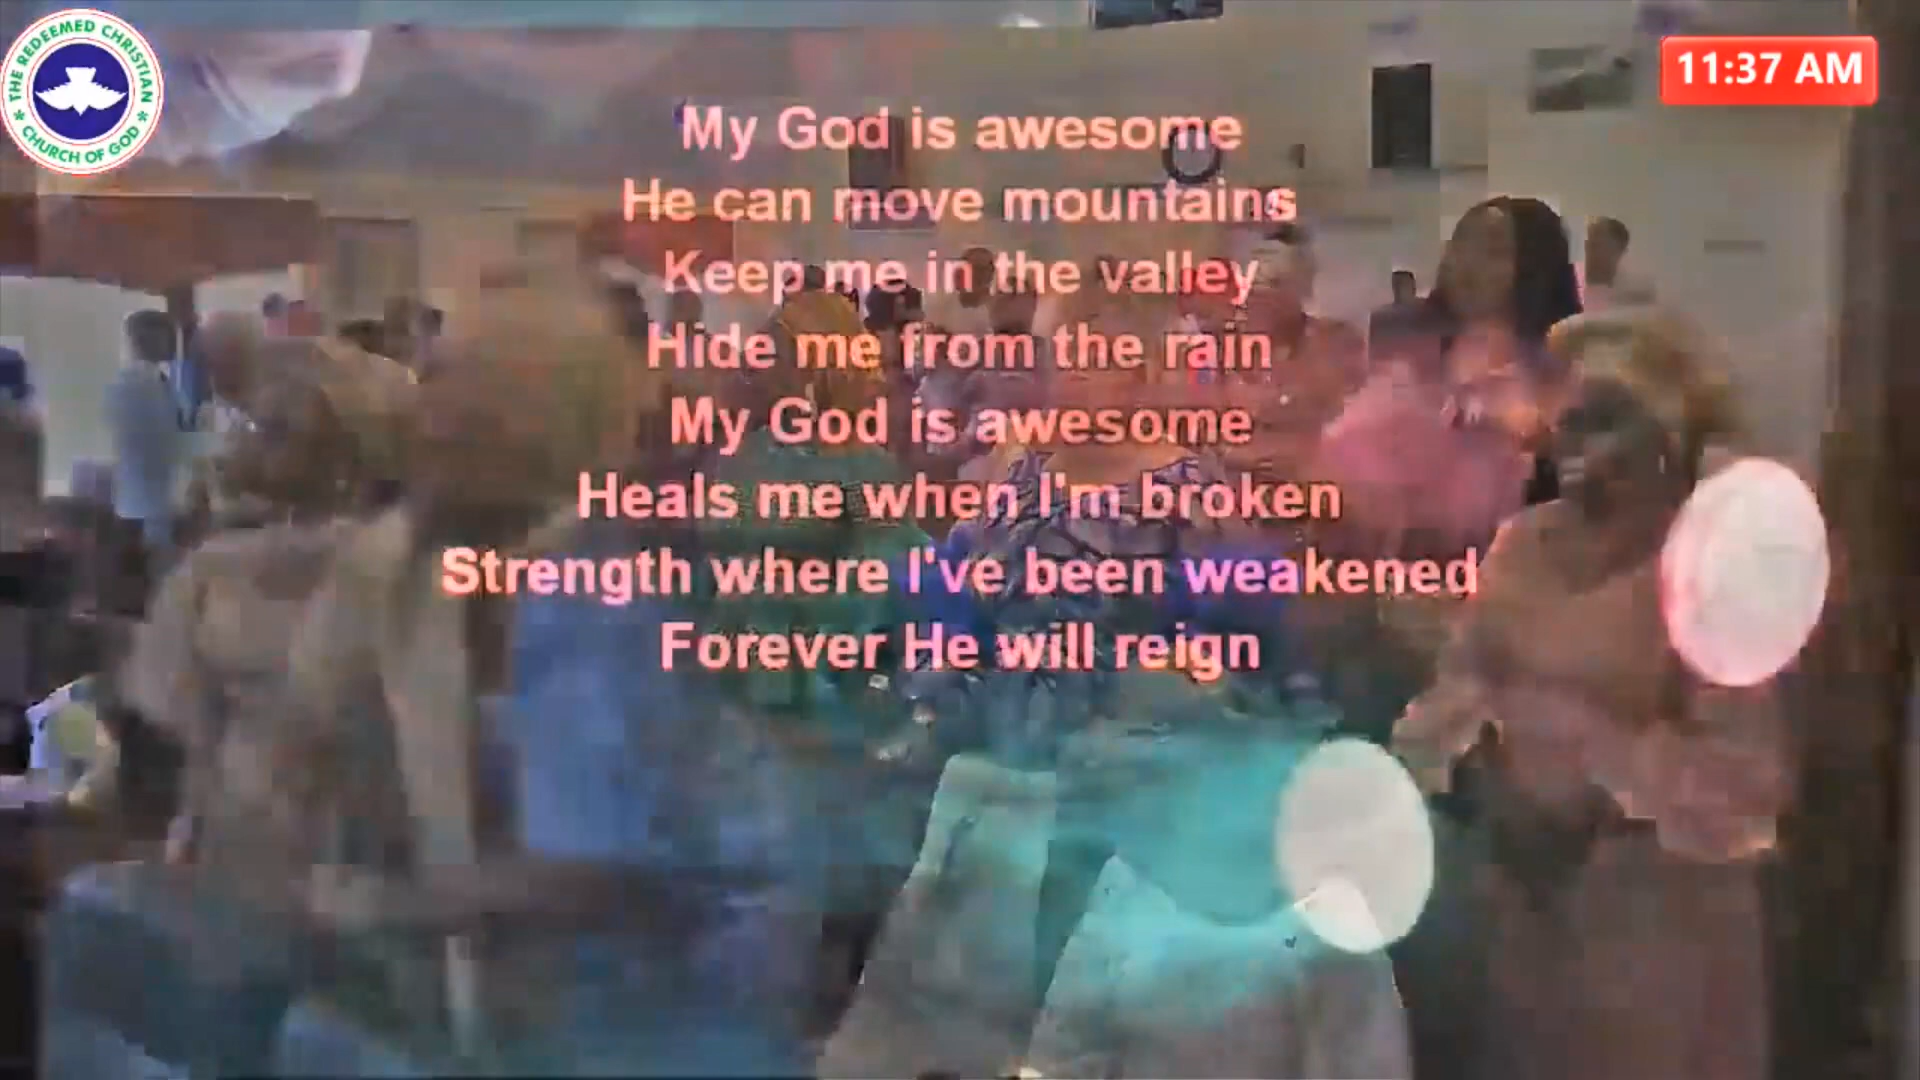 THE REDEEMED CHRISTIAN
CHURCH OF GOD
11:37 AM
My God is awesome
He can move mountains
Keep me in the valley
Hide me from the rain
My God is awesome
Heals me when I'm broken
Strength where I've been weakened
Forever He will reign